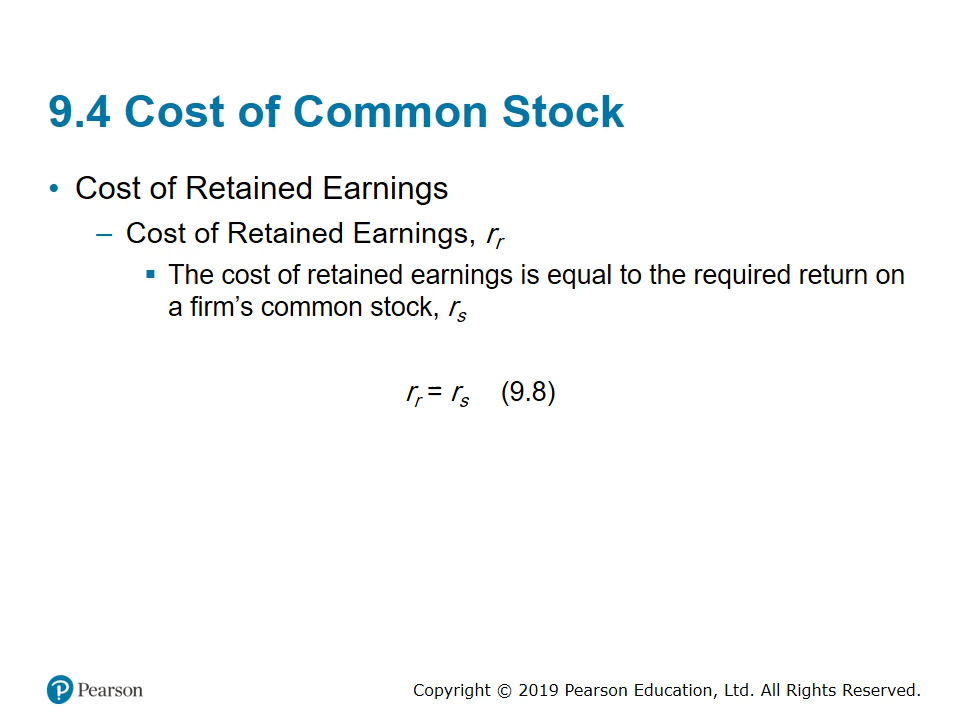 9.4 Cost of Common Stock
• Cost of Retained Earnings
– Cost of Retained Earnings, rr
▪ The cost of retained earnings is equal to the required return on
a firm’s common stock, rs
rr = rs (9.8)
Pearson
Copyright © 2019 Pearson Education, Ltd. All Rights Reserved.